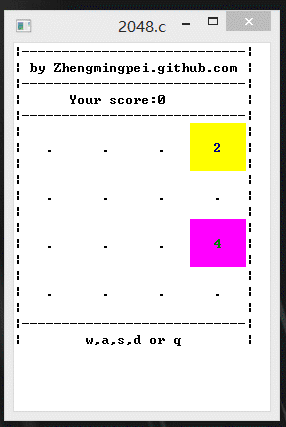 2048.c
by Zhengmingpei.github.com
Your score:0
. . . 2
. . . .
. . . 4
. . . .
w,a,s,d or q